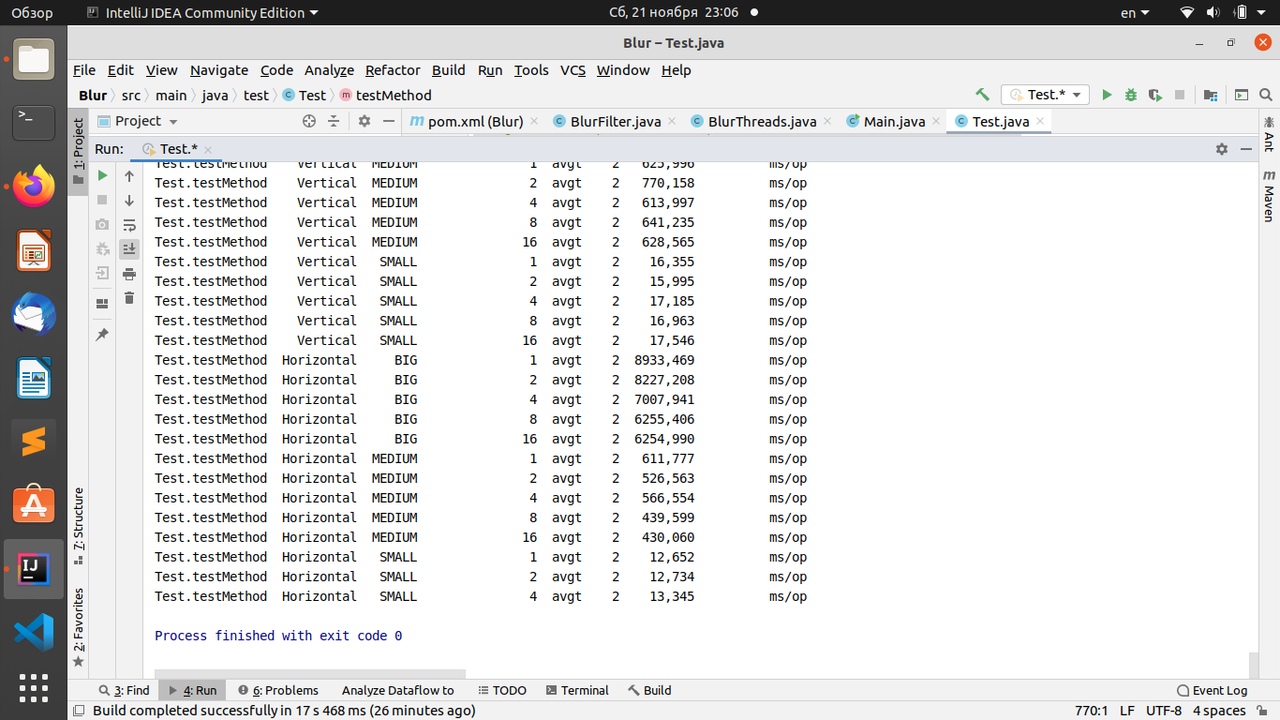 Обзор IntelliJ IDEA Community Edition Сб, 21 ноября 23:06 en
Blur – Test.java
File Edit View Navigate Code Analyze Refactor Build Run Tools VCS Window Help
Blur src main java test Test testMethod Test.*
Project pom.xml (Blur) BlurFilter.java BlurThreads.java Main.java Test.java
1: Project
Ant
Maven
Run: Test.*
Test.testMethod Vertical MEDIUM 1 avgt 2 625,996 ms/op
Test.testMethod Vertical MEDIUM 2 avgt 2 770,158 ms/op
Test.testMethod Vertical MEDIUM 4 avgt 2 613,997 ms/op
Test.testMethod Vertical MEDIUM 8 avgt 2 641,235 ms/op
Test.testMethod Vertical MEDIUM 16 avgt 2 628,565 ms/op
Test.testMethod Vertical SMALL 1 avgt 2 16,355 ms/op
Test.testMethod Vertical SMALL 2 avgt 2 15,995 ms/op
Test.testMethod Vertical SMALL 4 avgt 2 17,185 ms/op
Test.testMethod Vertical SMALL 8 avgt 2 16,963 ms/op
Test.testMethod Vertical SMALL 16 avgt 2 17,546 ms/op
Test.testMethod Horizontal BIG 1 avgt 2 8933,469 ms/op
Test.testMethod Horizontal BIG 2 avgt 2 8227,208 ms/op
Test.testMethod Horizontal BIG 4 avgt 2 7007,941 ms/op
Test.testMethod Horizontal BIG 8 avgt 2 6255,406 ms/op
Test.testMethod Horizontal BIG 16 avgt 2 6254,990 ms/op
Test.testMethod Horizontal MEDIUM 1 avgt 2 611,777 ms/op
Test.testMethod Horizontal MEDIUM 2 avgt 2 526,563 ms/op
Test.testMethod Horizontal MEDIUM 4 avgt 2 566,554 ms/op
Test.testMethod Horizontal MEDIUM 8 avgt 2 439,599 ms/op
Test.testMethod Horizontal MEDIUM 16 avgt 2 430,060 ms/op
Test.testMethod Horizontal SMALL 1 avgt 2 12,652 ms/op
Test.testMethod Horizontal SMALL 2 avgt 2 12,734 ms/op
Test.testMethod Horizontal SMALL 4 avgt 2 13,345 ms/op
Process finished with exit code 0
7: Structure
2: Favorites
3: Find 4: Run 6: Problems Analyze Dataflow to TODO Terminal Build Event Log
Build completed successfully in 17 s 468 ms (26 minutes ago) 770:1 LF UTF-8 4 spaces